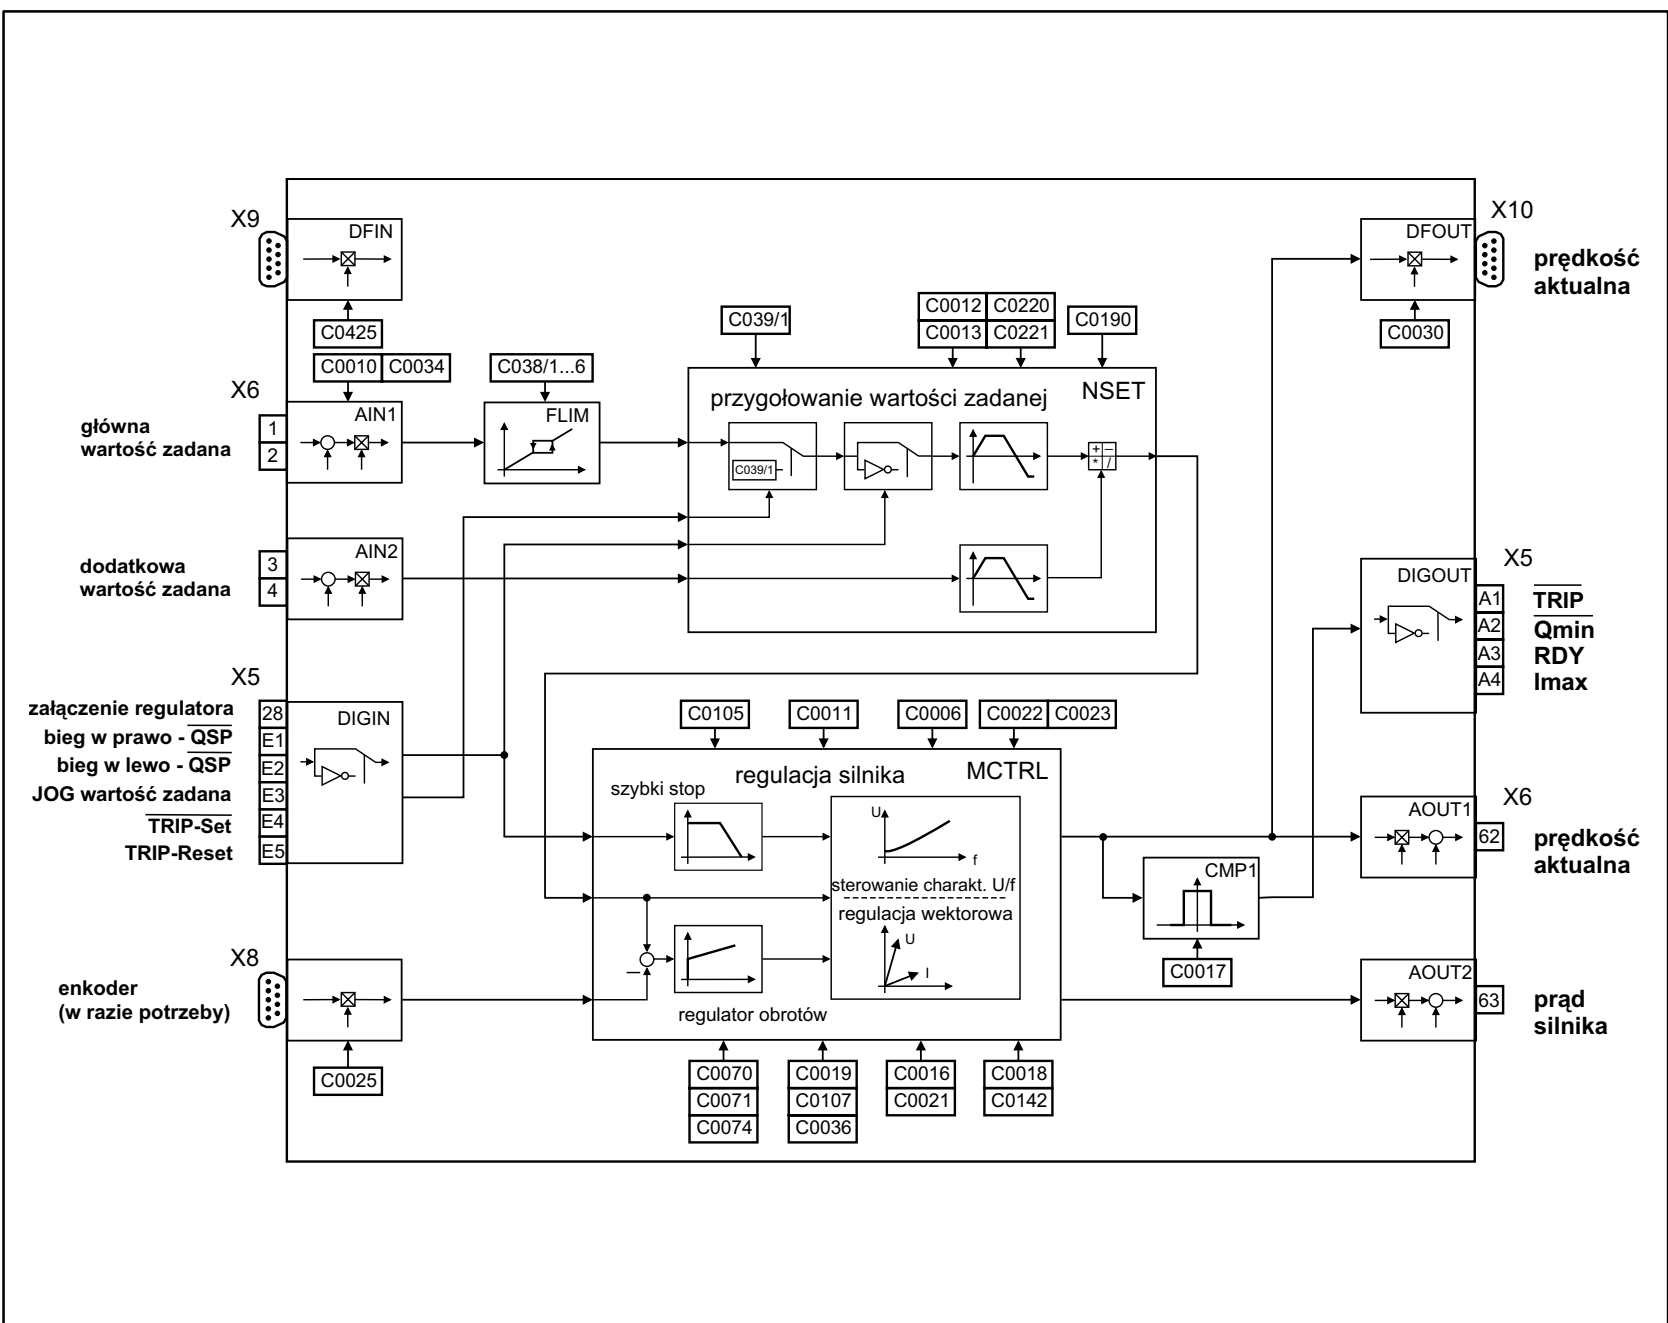 X9
DFIN
C0425
C0010 C0034
C038/1...6
X6
główna
wartość zadana
1
2
AIN1
FLIM
C039/1
C0012 C0220
C0013 C0221
C0190
przygołowanie wartości zadanej
NSET
C039/1
+ −
* /
dodatkowa
wartość zadana
3
4
AIN2
X5
załączenie regulatora
bieg w prawo - QSP
bieg w lewo - QSP
JOG wartość zadana
TRIP-Set
TRIP-Reset
28
E1
E2
E3
E4
E5
DIGIN
X8
enkoder
(w razie potrzeby)
C0025
C0105
C0011
C0006
C0022 C0023
regulacja silnika
MCTRL
szybki stop
U
f
sterowanie charakt. U/f
regulacja wektorowa
U
I
−
regulator obrotów
C0070
C0071
C0074
C0019
C0107
C0036
C0016
C0021
C0018
C0142
CMP1
C0017
X10
DFOUT
prędkość
aktualna
C0030
X5
DIGOUT
A1
A2
A3
A4
TRIP
Qmin
RDY
Imax
X6
AOUT1
62
prędkość
aktualna
AOUT2
63
prąd
silnika